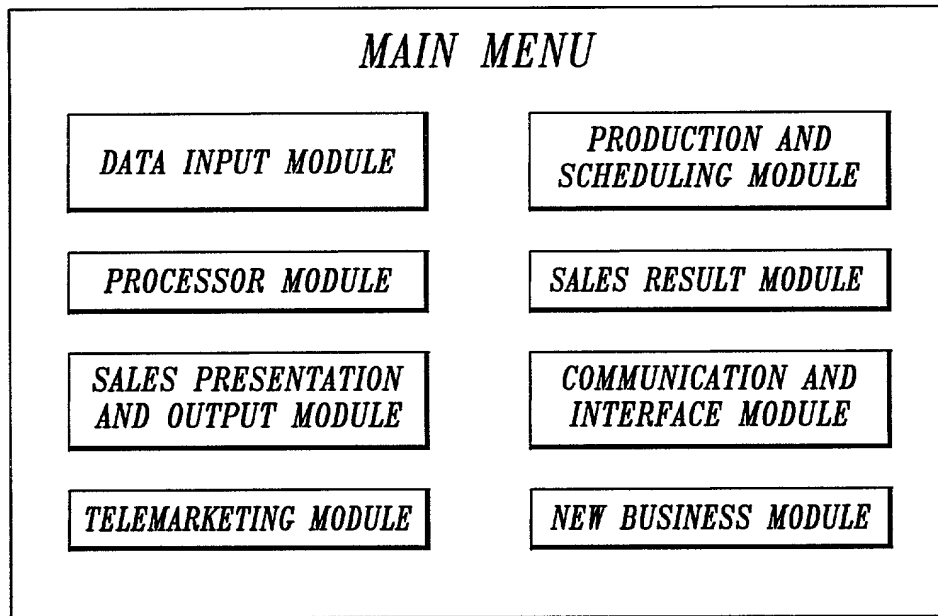 MAIN MENU
DATA INPUT MODULE
PRODUCTION AND
SCHEDULING MODULE
PROCESSOR MODULE
SALES RESULT MODULE
SALES PRESENTATION
AND OUTPUT MODULE
COMMUNICATION AND
INTERFACE MODULE
TELEMARKETING MODULE
NEW BUSINESS MODULE